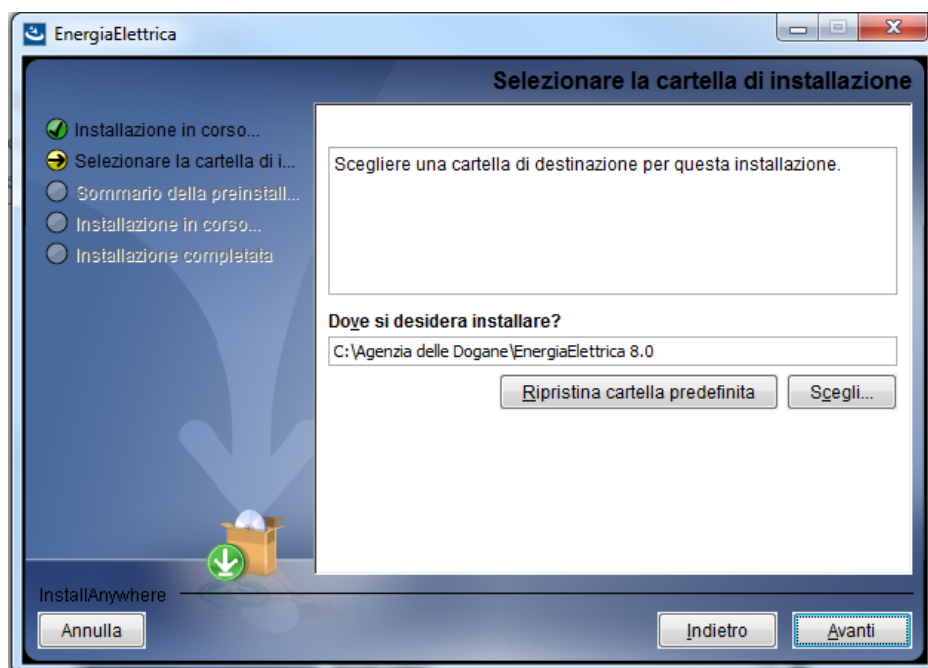 EnergiaElettrica
Selezionare la cartella di installazione
Installazione in corso...
Selezionare la cartella di i...
Sommario della preinstall...
Installazione in corso...
Installazione completata
Scegliere una cartella di destinazione per questa installazione.
Dove si desidera installare?
C:\Agenzia delle Dogane\EnergiaElettrica 8.0
Ripristina cartella predefinita
Scegli...
InstallAnywhere
Annulla
Indietro
Avanti